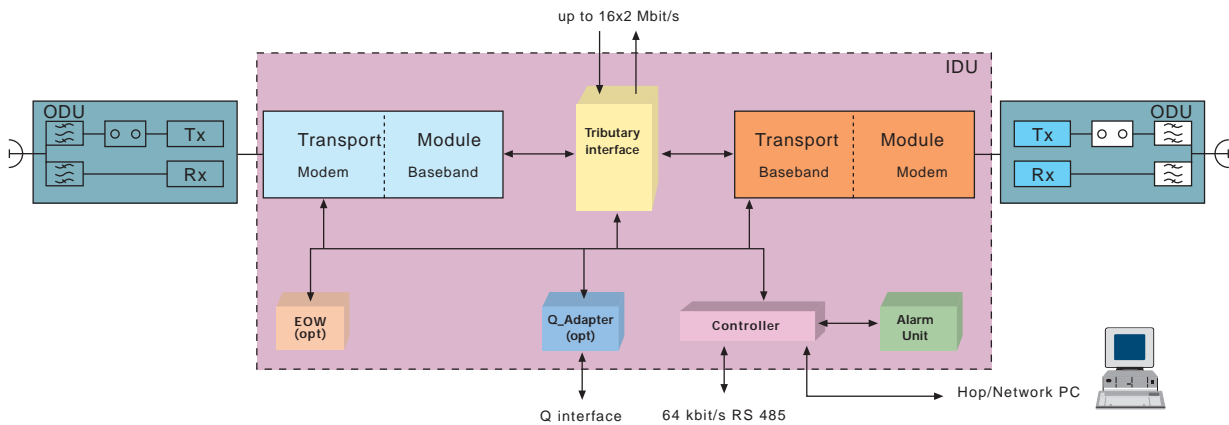 up to 16x2 Mbit/s
IDU
ODU
Tx
Rx
Transport Module
Modem Baseband
Tributary
interface
Transport Module
Baseband Modem
ODU
Tx
Rx
EOW
(opt)
Q_Adapter
(opt)
Controller
Alarm
Unit
Q interface
64 kbit/s RS 485
Hop/Network PC